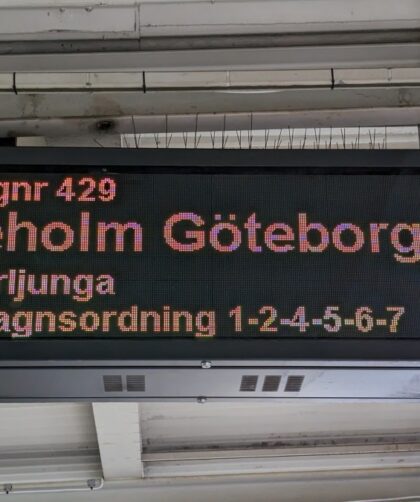 gnr 429
eholm Göteborg
rljunga
agnsordning 1-2-4-5-6-7